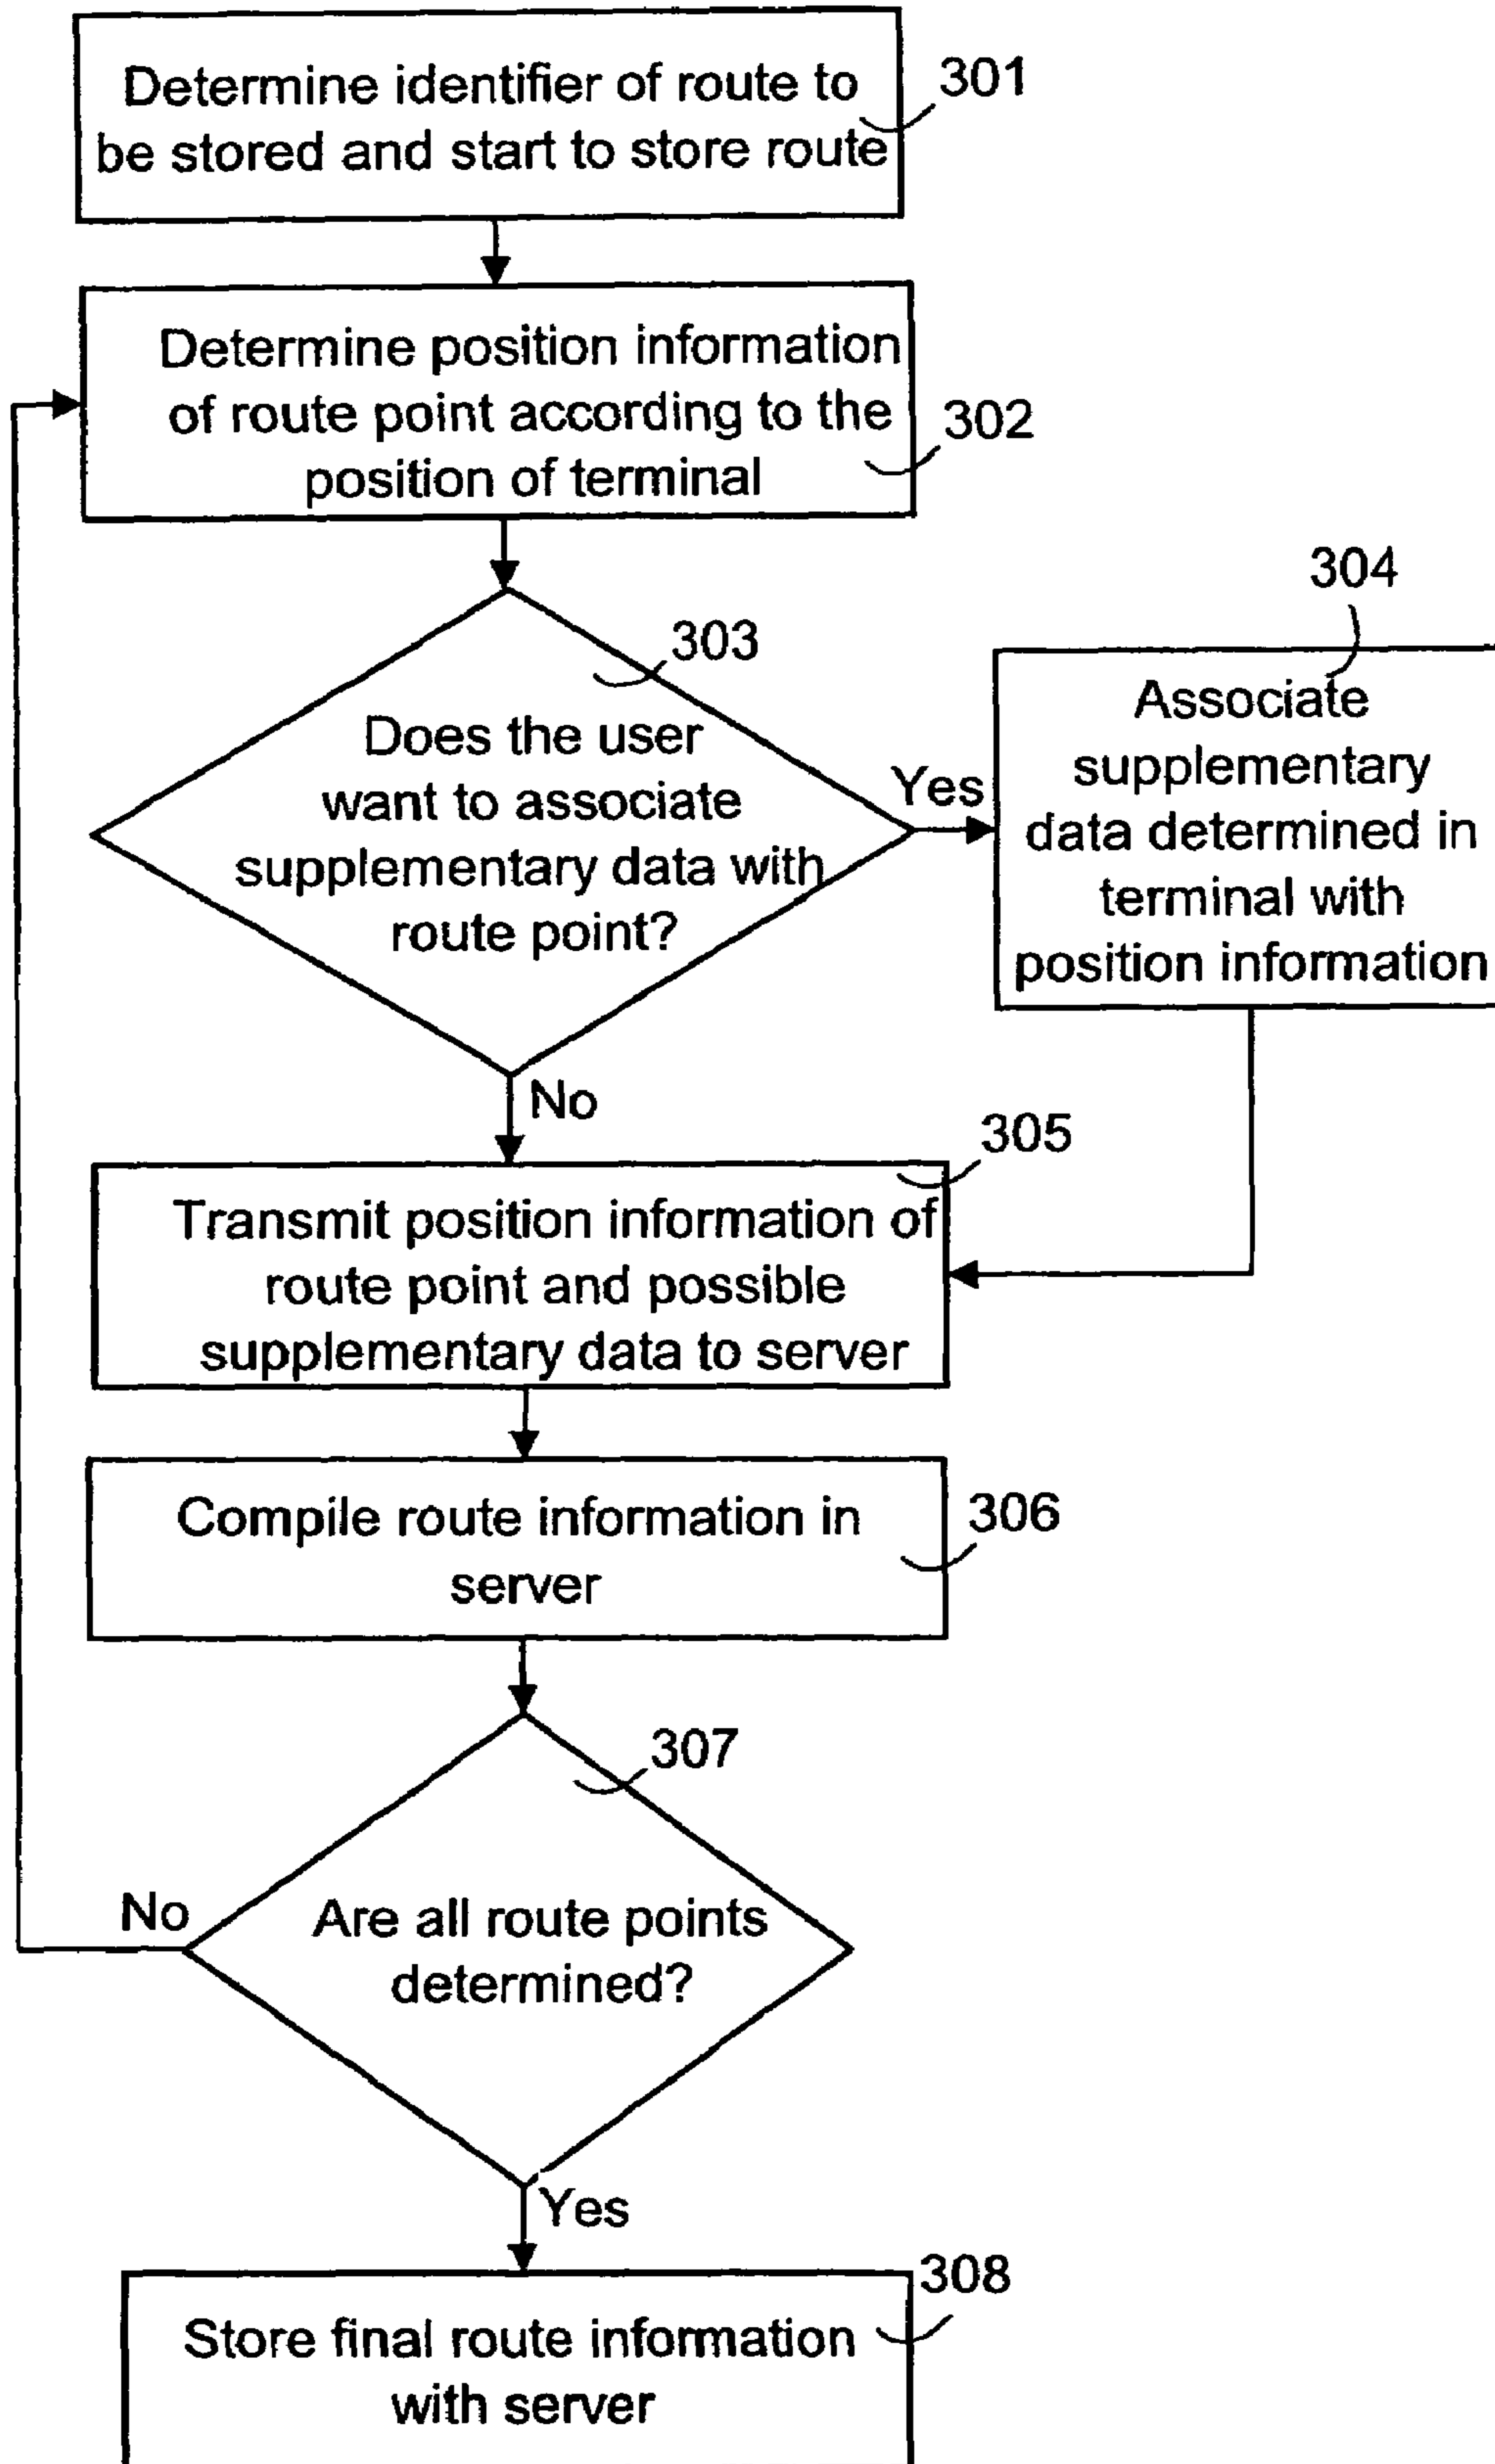 Determine identifier of route to
be stored and start to store route
301
Determine position information
of route point according to the
position of terminal
302
303
Does the user
want to associate
supplementary data with
route point?
Yes
304
Associate
supplementary
data determined in
terminal with
position information
No
305
Transmit position information of
route point and possible
supplementary data to server
Compile route information in
server
306
307
Are all route points
determined?
No
Yes
308
Store final route information
with server